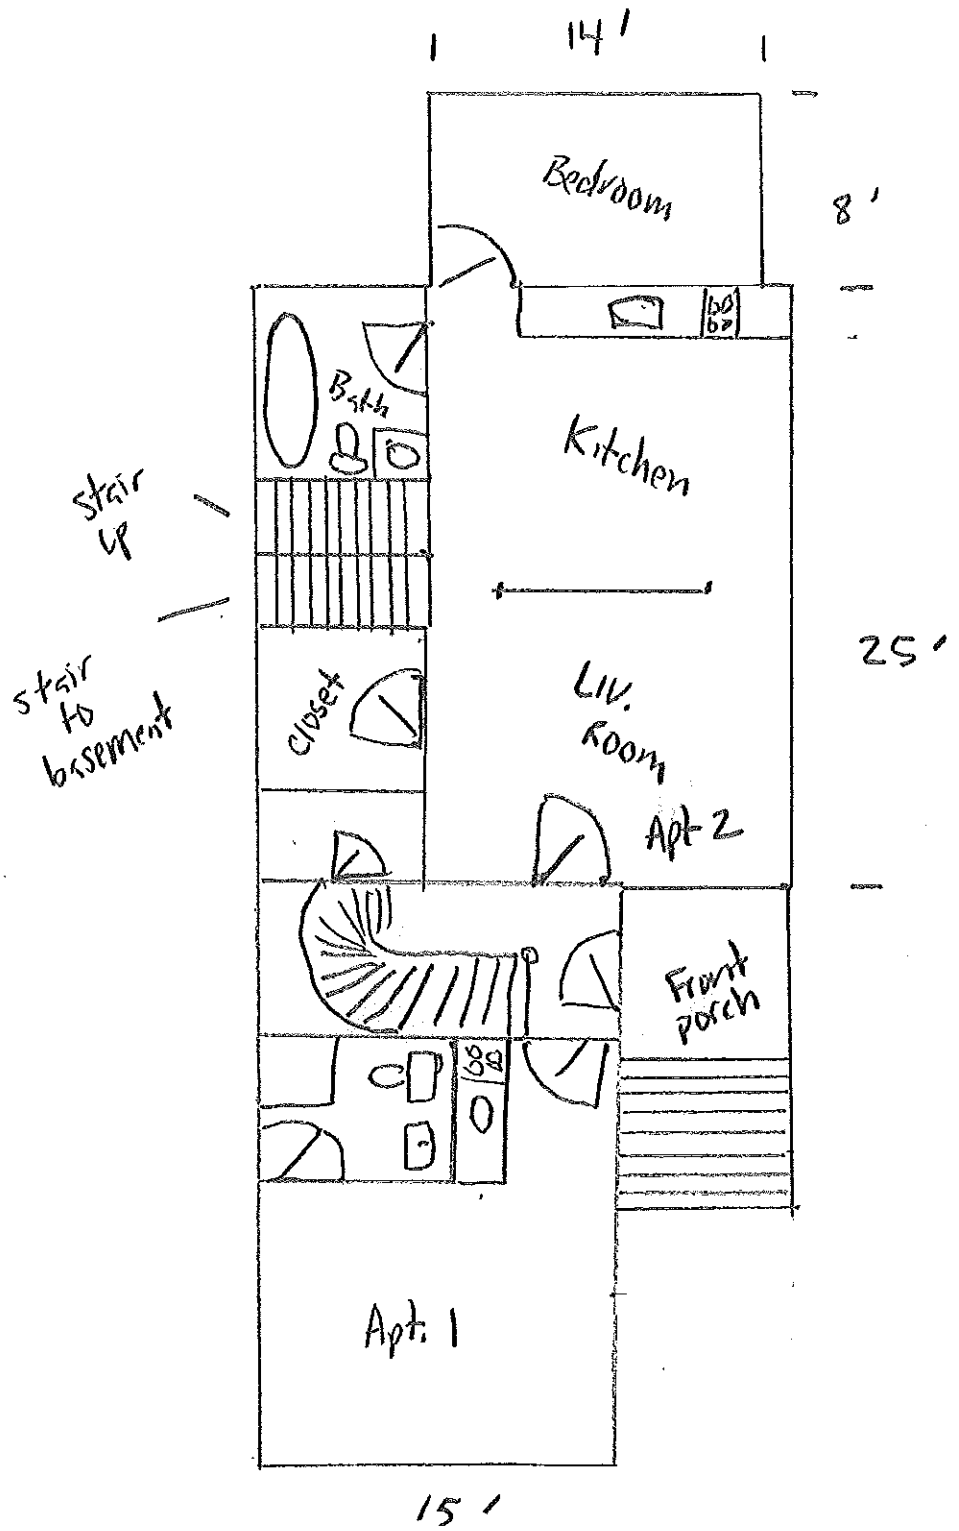 14'
Bedroom
8'
Bath
Kitchen
stair
up
25'
stair
to
basement
Closet
Liv.
Room
Apt 2
Front
porch
Apt. 1
15'